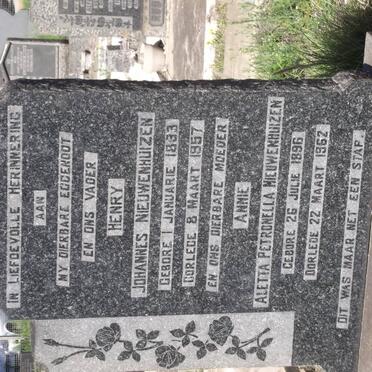 IN LIEFDEVOLLE HERINNERING
AAN
MY DIERBARE EGGENOOT
EN ONS VADER
HENRY
JOHANNES NIEUWENHUIZEN
GEBORE 1 JANUARIE 1883
OORLEDE 8 MAART 1957
EN ONS DIERBARE MOEDER
ANNIE
ALETTA PETRONELLA NIEUWENHUIZEN
GEBORE 26 JULIE 1896
OORLEDE 22 MAART 1962
DIT WAS MAAR NET EEN STAP